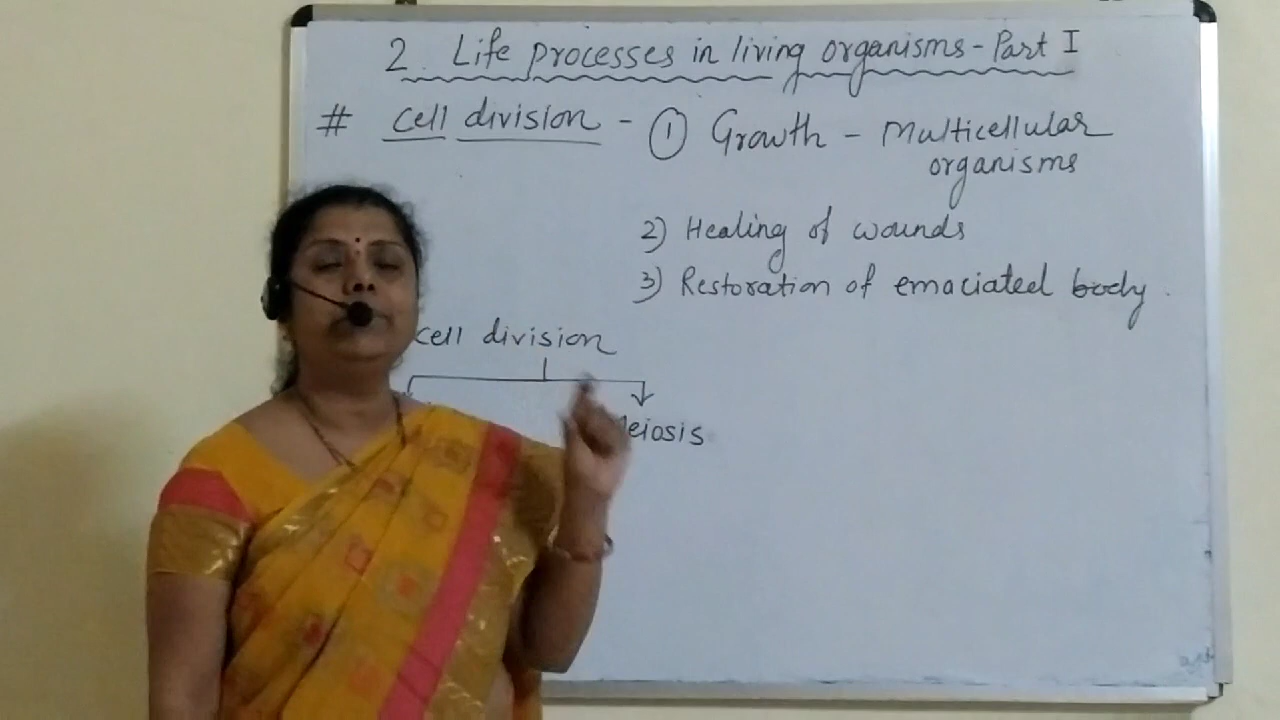 2. Life processes in living organisms - Part I
# cell division - ① Growth - Multicellular
organisms
2) Healing of wounds
3) Restoration of emaciated body.
cell division
Meiosis